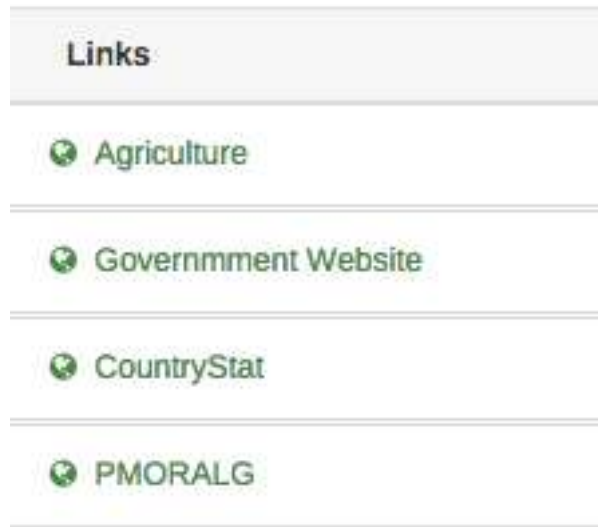 Links
Agriculture
Governmment Website
CountryStat
PMORALG